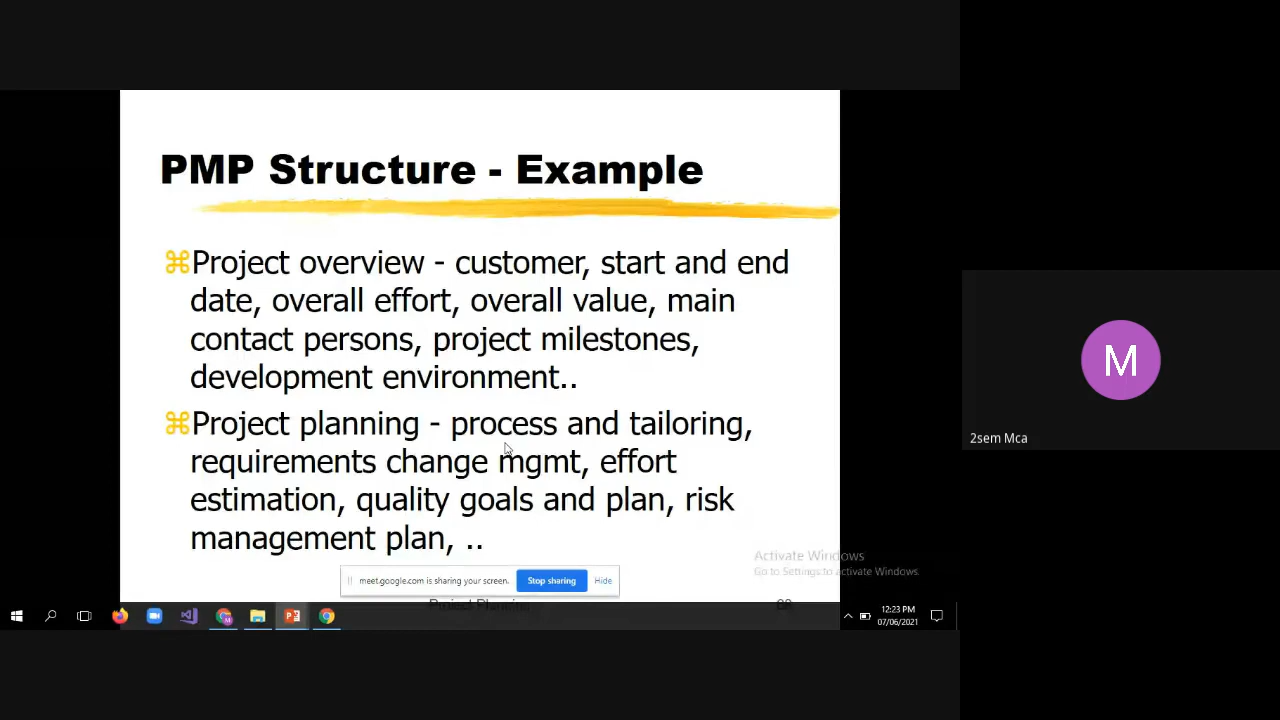 PMP Structure - Example
⌘Project overview - customer, start and end
date, overall effort, overall value, main
contact persons, project milestones,
development environment..
⌘Project planning - process and tailoring,
requirements change mgmt, effort
estimation, quality goals and plan, risk
management plan, ..
Activate Windows
Go to Settings to activate Windows.
meet.google.com is sharing your screen.
Stop sharing
Hide
Project Planning
12:23 PM
07/06/2021
M
2sem Mca